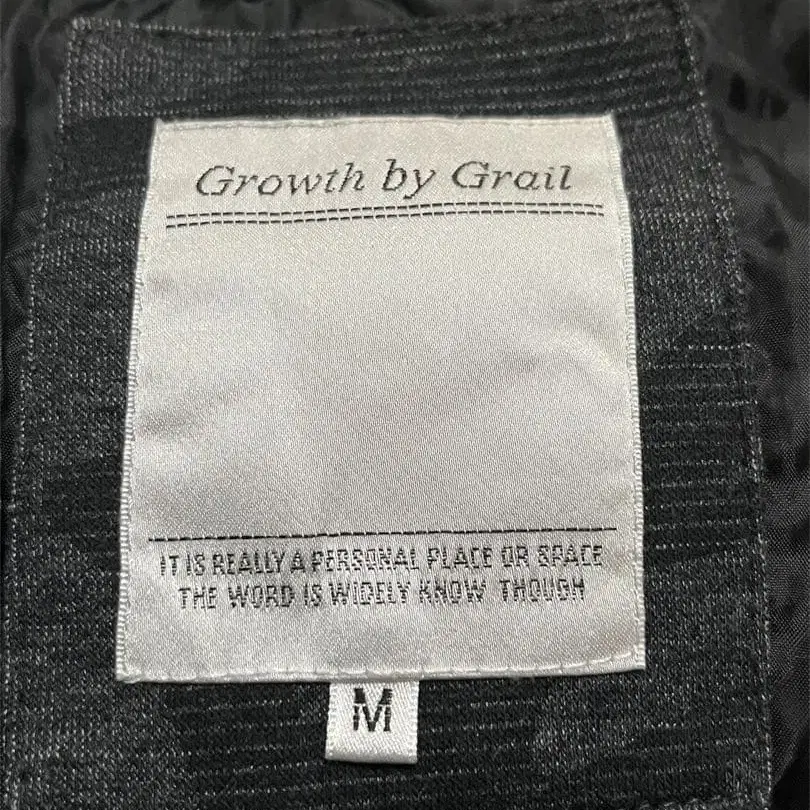 Growth by Grail
IT IS REALLY A PERSONAL PLACE OR SPACE
THE WORD IS WIDELY KNOW THOUGH
M